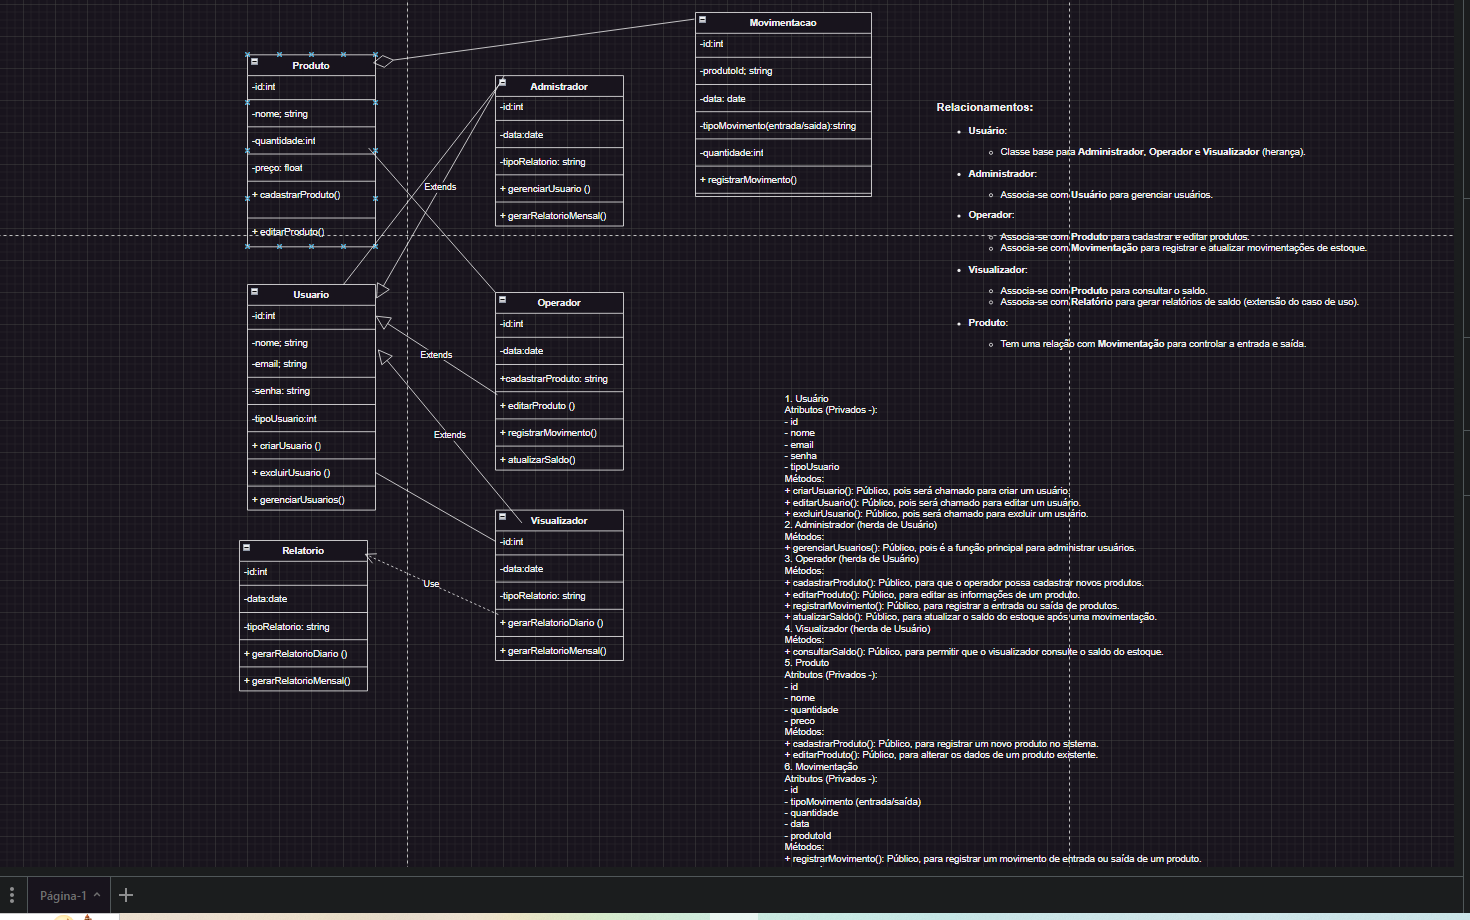 Produto
-id:int
-nome; string
-quantidade:int
-preço: float
+ cadastrarProduto()
+ editarProduto()
Admistrador
-id:int
-data:date
-tipoRelatorio: string
+ gerenciarUsuario ()
+ gerarRelatorioMensal()
Movimentacao
-id:int
-produtoId; string
-data: date
-tipoMovimento(entrada/saida):string
-quantidade:int
+ registrarMovimento()
Extends
Usuario
-id:int
-nome; string
-email; string
-senha: string
-tipoUsuario:int
+ criarUsuario ()
+ excluirUsuario ()
+ gerenciarUsuarios()
Operador
-id:int
-data:date
+cadastrarProduto: string
+ editarProduto ()
+ registrarMovimento()
+ atualizarSaldo()
Extends
Extends
Visualizador
-id:int
-data:date
-tipoRelatorio: string
+ gerarRelatorioDiario ()
+ gerarRelatorioMensal()
Relatorio
-id:int
-data:date
-tipoRelatorio: string
+ gerarRelatorioDiario ()
+ gerarRelatorioMensal()
Use
Relacionamentos:
Usuário:
Classe base para Administrador, Operador e Visualizador (herança).
Administrador:
Associa-se com Usuário para gerenciar usuários.
Operador:
Associa-se com Produto para cadastrar e editar produtos.
Associa-se com Movimentação para registrar e atualizar movimentações de estoque.
Visualizador:
Associa-se com Produto para consultar o saldo.
Associa-se com Relatório para gerar relatórios de saldo (extensão do caso de uso).
Produto:
Tem uma relação com Movimentação para controlar a entrada e saída.
1. Usuário
Atributos (Privados -):
- id
- nome
- email
- senha
- tipoUsuario
Métodos:
+ criarUsuario(): Público, pois será chamado para criar um usuário.
+ editarUsuario(): Público, pois será chamado para editar um usuário.
+ excluirUsuario(): Público, pois será chamado para excluir um usuário.
2. Administrador (herda de Usuário)
Métodos:
+ gerenciarUsuarios(): Público, pois é a função principal para administrar usuários.
3. Operador (herda de Usuário)
Métodos:
+ cadastrarProduto(): Público, para que o operador possa cadastrar novos produtos.
+ editarProduto(): Público, para editar as informações de um produto.
+ registrarMovimento(): Público, para registrar a entrada ou saída de produtos.
+ atualizarSaldo(): Público, para atualizar o saldo do estoque após uma movimentação.
4. Visualizador (herda de Usuário)
Métodos:
+ consultarSaldo(): Público, para permitir que o visualizador consulte o saldo do estoque.
5. Produto
Atributos (Privados -):
- id
- nome
- quantidade
- preco
Métodos:
+ cadastrarProduto(): Público, para registrar um novo produto no sistema.
+ editarProduto(): Público, para alterar os dados de um produto existente.
6. Movimentação
Atributos (Privados -):
- id
- tipoMovimento (entrada/saída)
- quantidade
- data
- produtoId
Métodos:
+ registrarMovimento(): Público, para registrar um movimento de entrada ou saída de um produto.
Página-1